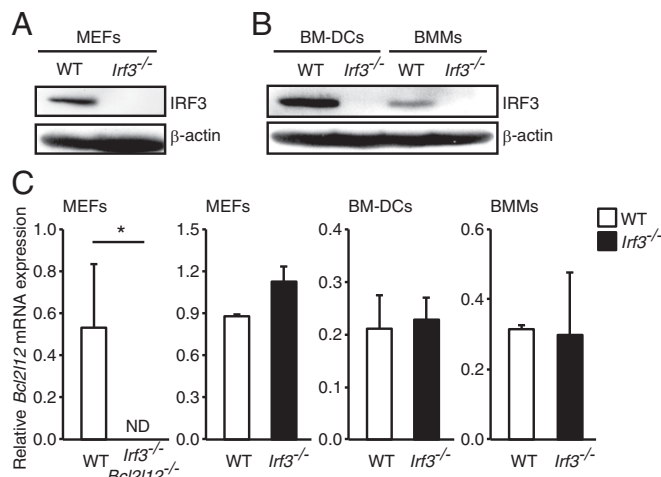 A
MEFs
WT Irf3-/-
IRF3
β-actin
B
BM-DCs BMMs
WT Irf3-/- WT Irf3-/-
IRF3
β-actin
C
Relative Bcl2l12 mRNA expression
MEFs
1.0
0.8
0.6
0.4
0.2
0.0
*
ND
WT Irf3-/-
Bcl2l12-/-
MEFs
1.5
1.2
0.9
0.6
0.3
0.0
WT Irf3-/-
BM-DCs
0.4
0.3
0.2
0.1
0.0
WT Irf3-/-
BMMs
0.6
0.4
0.2
0.0
WT Irf3-/-
WT
Irf3-/-